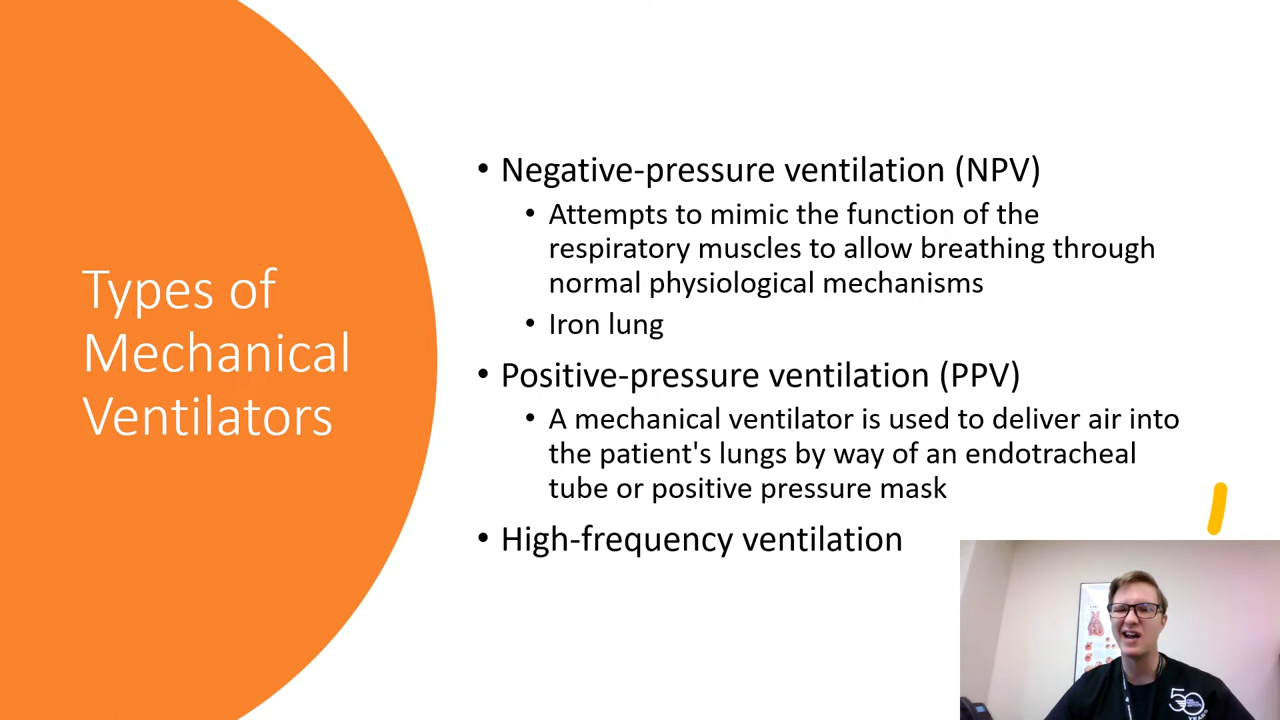 Types of
Mechanical
Ventilators
• Negative-pressure ventilation (NPV)
• Attempts to mimic the function of the
respiratory muscles to allow breathing through
normal physiological mechanisms
• Iron lung
• Positive-pressure ventilation (PPV)
• A mechanical ventilator is used to deliver air into
the patient's lungs by way of an endotracheal
tube or positive pressure mask
• High-frequency ventilation
50
YEARS